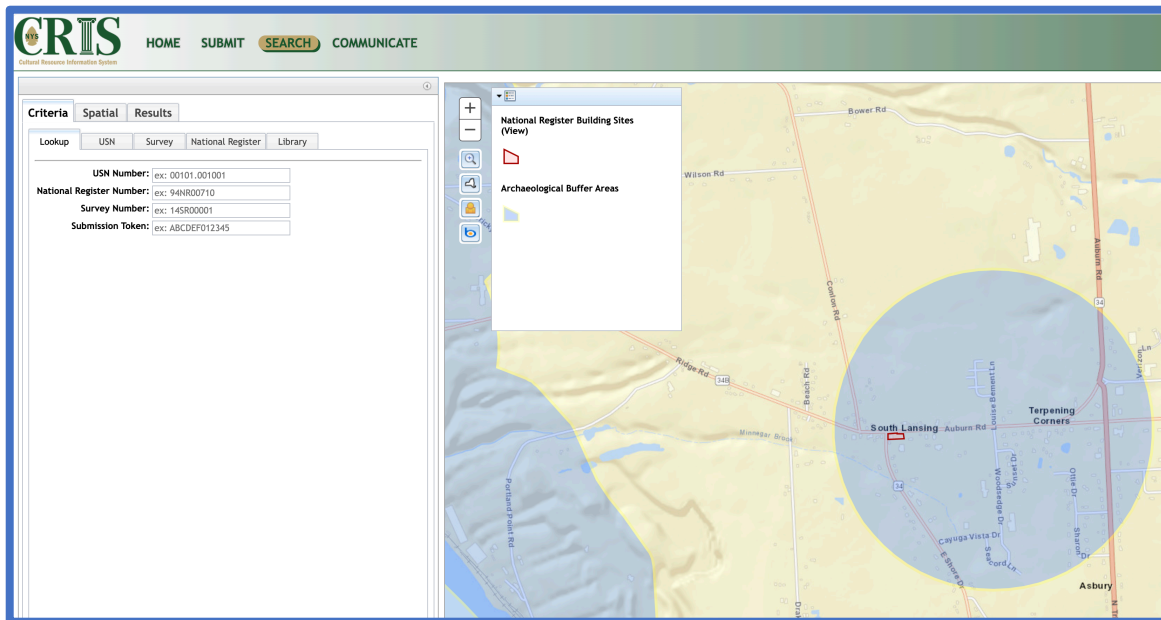 NYS
CRIS
Cultural Resource Information System
HOME SUBMIT SEARCH COMMUNICATE
Criteria Spatial Results
Lookup USN Survey National Register Library
USN Number: ex: 00101.001001
National Register Number: ex: 94NR00710
Survey Number: ex: 14SR00001
Submission Token: ex: ABCDEF012345
National Register Building Sites
(View)
Archaeological Buffer Areas
Bower Rd
Wilson Rd
Auburn Rd
Conlon Rd
34
Verizon Ln
Ridge Rd
34B
Beach Rd
Louise Bement Ln
Terpening
Corners
South Lansing
Auburn Rd
Minnegar Brook
Portland Point Rd
34
Woodsedge Dr
Sunset Dr
Ottie Dr
Cayuga Vista Dr
Seacord Ln
Sharon Dr
E Shore Dr
Asbury